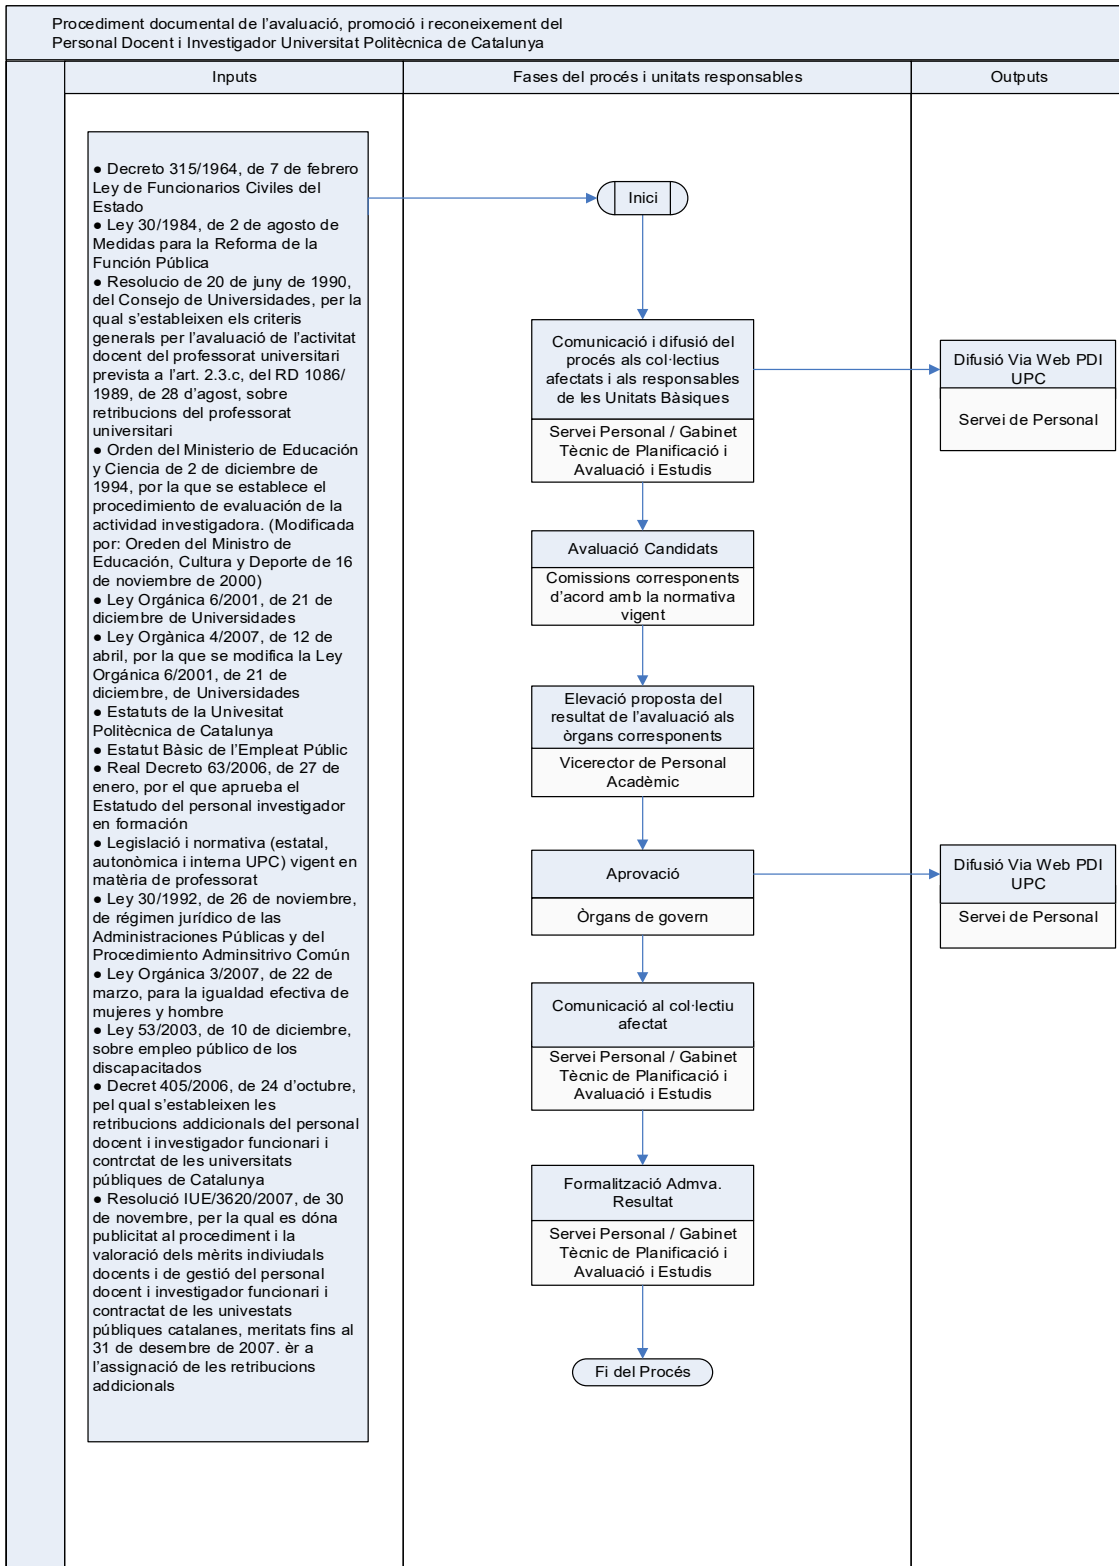 Procediment documental de l’avaluació, promoció i reconeixement del
Personal Docent i Investigador Universitat Politècnica de Catalunya
Inputs
Fases del procés i unitats responsables
Outputs
● Decreto 315/1964, de 7 de febrero
Ley de Funcionarios Civiles del
Estado
● Ley 30/1984, de 2 de agosto de
Medidas para la Reforma de la
Función Pública
● Resolucio de 20 de juny de 1990,
del Consejo de Universidades, per la
qual s’estableixen els criteris
generals per l’avaluació de l’activitat
docent del professorat universitari
prevista a l’art. 2.3.c, del RD 1086/
1989, de 28 d’agost, sobre
retribucions del professorat
universitari
● Orden del Ministerio de Educación
y Ciencia de 2 de diciembre de
1994, por la que se establece el
procedimiento de evaluación de la
actividad investigadora. (Modificada
por: Oreden del Ministro de
Educación, Cultura y Deporte de 16
de noviembre de 2000)
● Ley Orgánica 6/2001, de 21 de
diciembre de Universidades
● Ley Orgànica 4/2007, de 12 de
abril, por la que se modifica la Ley
Orgánica 6/2001, de 21 de
diciembre, de Universidades
● Estatuts de la Univesitat
Politècnica de Catalunya
● Estatut Bàsic de l’Empleat Públic
● Real Decreto 63/2006, de 27 de
enero, por el que aprueba el
Estatudo del personal investigador
en formación
● Legislació i normativa (estatal,
autonòmica i interna UPC) vigent en
matèria de professorat
● Ley 30/1992, de 26 de noviembre,
de régimen jurídico de las
Administraciones Públicas y del
Procedimiento Adminsitrivo Común
● Ley Orgánica 3/2007, de 22 de
marzo, para la igualdad efectiva de
mujeres y hombre
● Ley 53/2003, de 10 de diciembre,
sobre empleo público de los
discapacitados
● Decret 405/2006, de 24 d’octubre,
pel qual s’estableixen les
retribucions addicionals del personal
docent i investigador funcionari i
contrctat de les universitats
públiques de Catalunya
● Resolució IUE/3620/2007, de 30
de novembre, per la qual es dóna
publicitat al procediment i la
valoració dels mèrits indiviudals
docents i de gestió del personal
docent i investigador funcionari i
contractat de les univestats
públiques catalanes, meritats fins al
31 de desembre de 2007. èr a
l’assignació de les retribucions
addicionals
Inici
Comunicació i difusió del
procés als col·lectius
afectats i als responsables
de les Unitats Bàsiques
Servei Personal / Gabinet
Tècnic de Planificació i
Avaluació i Estudis
Difusió Via Web PDI
UPC
Servei de Personal
Avaluació Candidats
Comissions corresponents
d’acord amb la normativa
vigent
Elevació proposta del
resultat de l’avaluació als
òrgans corresponents
Vicerector de Personal
Acadèmic
Aprovació
Òrgans de govern
Difusió Via Web PDI
UPC
Servei de Personal
Comunicació al col·lectiu
afectat
Servei Personal / Gabinet
Tècnic de Planificació i
Avaluació i Estudis
Formalització Admva.
Resultat
Servei Personal / Gabinet
Tècnic de Planificació i
Avaluació i Estudis
Fi del Procés